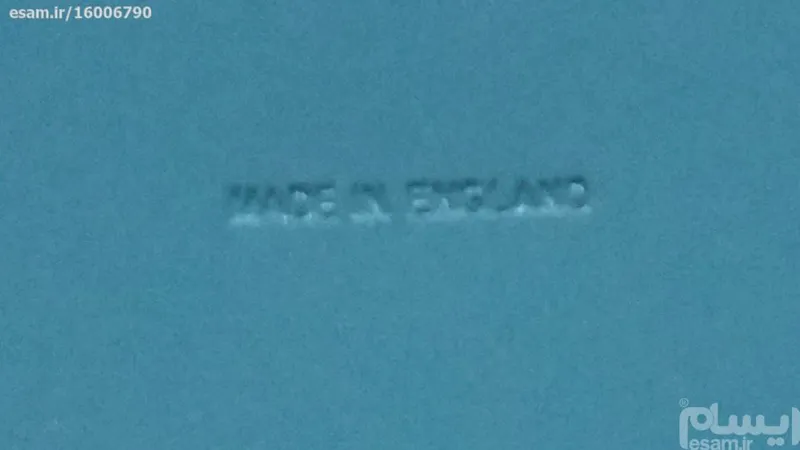 esam.ir/16006790
MADE IN ENGLAND
ایسام®
esam.ir